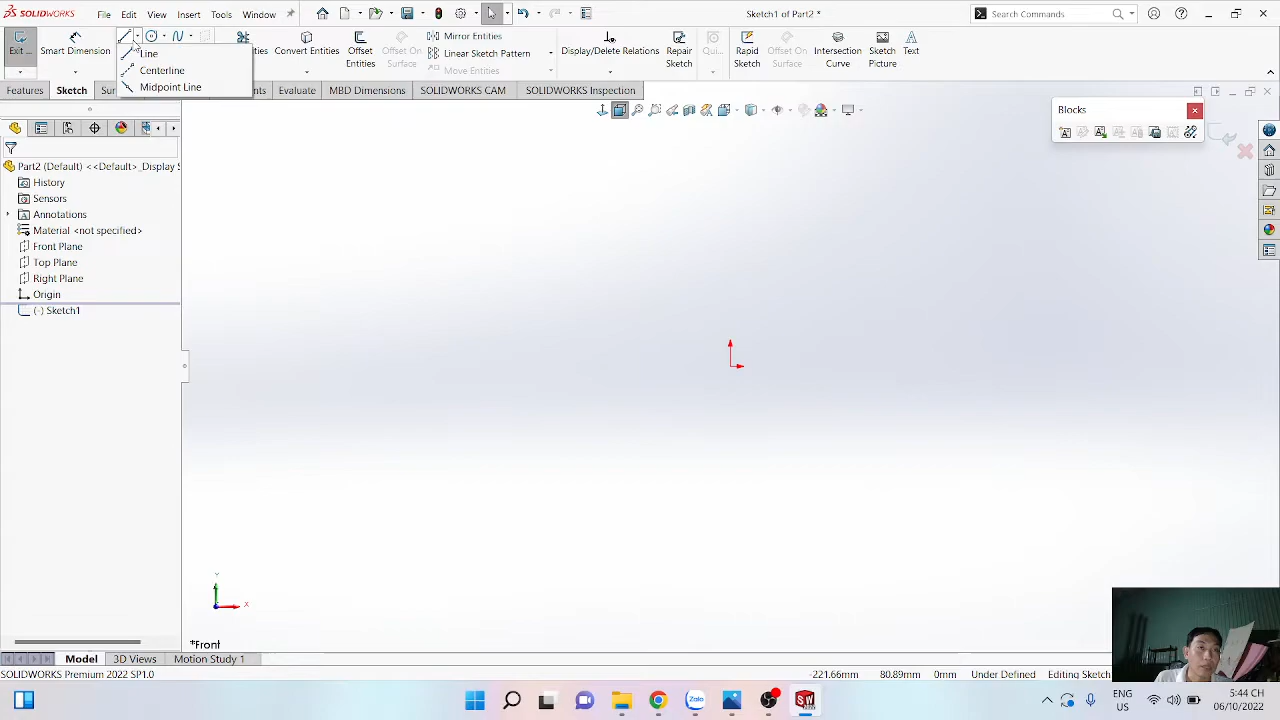 SOLIDWORKS File Edit View Insert Tools Window Sketch1 of Part2 * Search Commands
Exit ... Smart Dimension Convert Entities Offset Entities Offset On Surface Mirror Entities Linear Sketch Pattern Move Entities Display/Delete Relations Repair Sketch Qui... Rapid Sketch Offset On Surface Intersection Curve Sketch Picture Text
Line
Centerline
Midpoint Line
Features Sketch Evaluate MBD Dimensions SOLIDWORKS CAM SOLIDWORKS Inspection
Blocks
Part2 (Default) <<Default>_Display S
History
Sensors
Annotations
Material <not specified>
Front Plane
Top Plane
Right Plane
Origin
(-) Sketch1
Y
X
*Front
Model 3D Views Motion Study 1
SOLIDWORKS Premium 2022 SP1.0 -221.66mm 80.89mm 0mm Under Defined Editing Sketch
Zalo SW 2022 ENG US 5:44 CH 06/10/2022